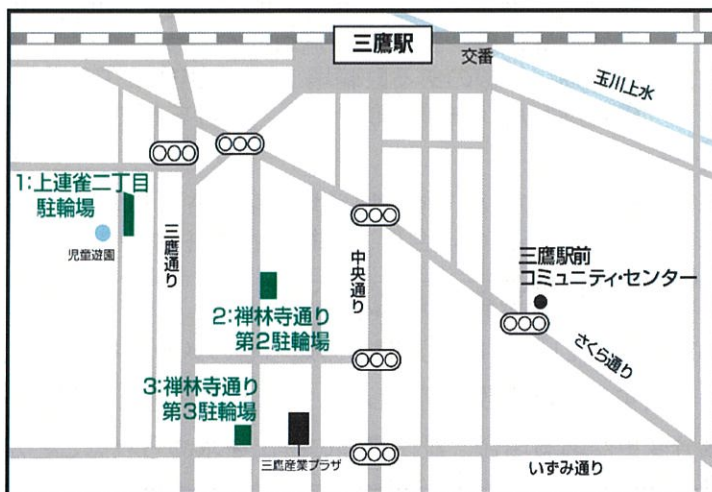 三鷹駅
交番
玉川上水
1:上連雀二丁目
駐輪場
児童遊園
三鷹通り
中央通り
三鷹駅前
コミュニティ・センター
2:禅林寺通り
第2駐輪場
さくら通り
3:禅林寺通り
第3駐輪場
三鷹産業プラザ
いずみ通り